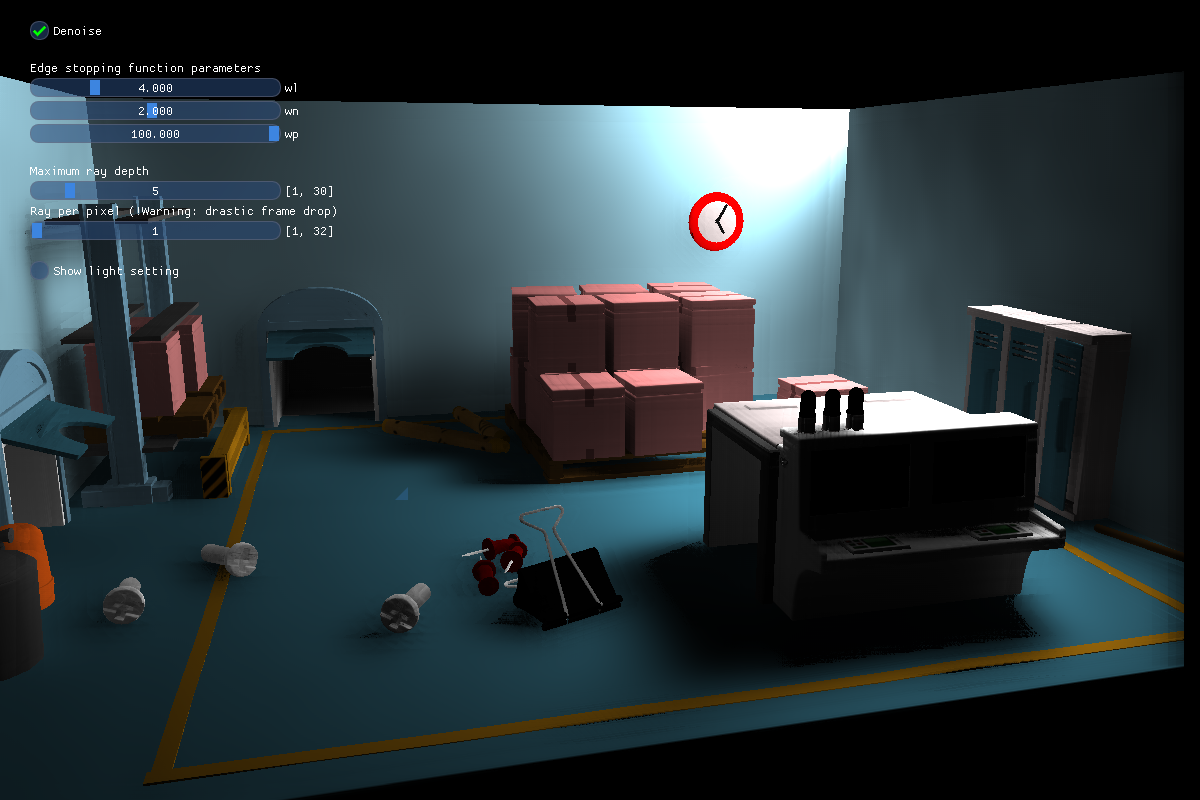 Denoise
Edge stopping function parameters
4.000 wl
2.000 wn
100.000 wp
Maximum ray depth
5 [1, 30]
Ray per pixel (!Warning: drastic frame drop)
1 [1, 32]
Show light setting